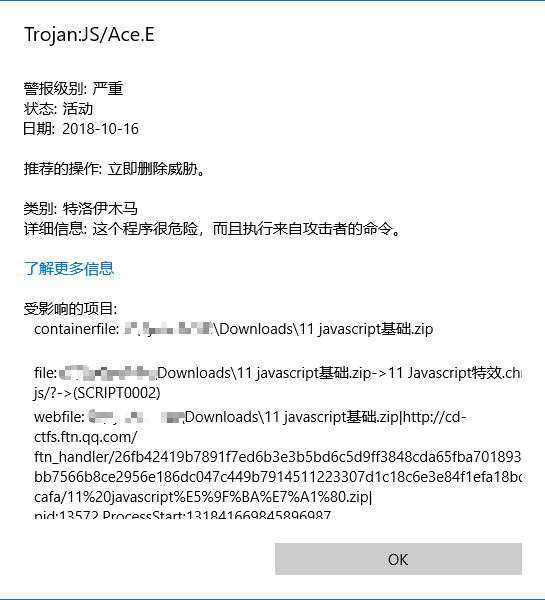 Trojan:JS/Ace.E
警报级别: 严重
状态: 活动
日期: 2018-10-16
推荐的操作: 立即删除威胁。
类别: 特洛伊木马
详细信息: 这个程序很危险，而且执行来自攻击者的命令。
了解更多信息
受影响的项目:
containerfile: \Downloads\11 javascript基础.zip
file: Downloads\11 javascript基础.zip->11 Javascript特效.ch
js/?->(SCRIPT0002)
webfile: \Downloads\11 javascript基础.zip|http://cd-
ctfs.ftn.qq.com/
ftn_handler/26fb42419b7891f7ed6b3e3b5bd6c5d9ff3848cda65fba701893
bb7566b8ce2956e186dc047c449b7914511223307d1c18c6e3e84f1efa18bc
cafa/11%20javascript%E5%9F%BA%E7%A1%80.zip|
pid:13572,ProcessStart:131841669845896987
OK